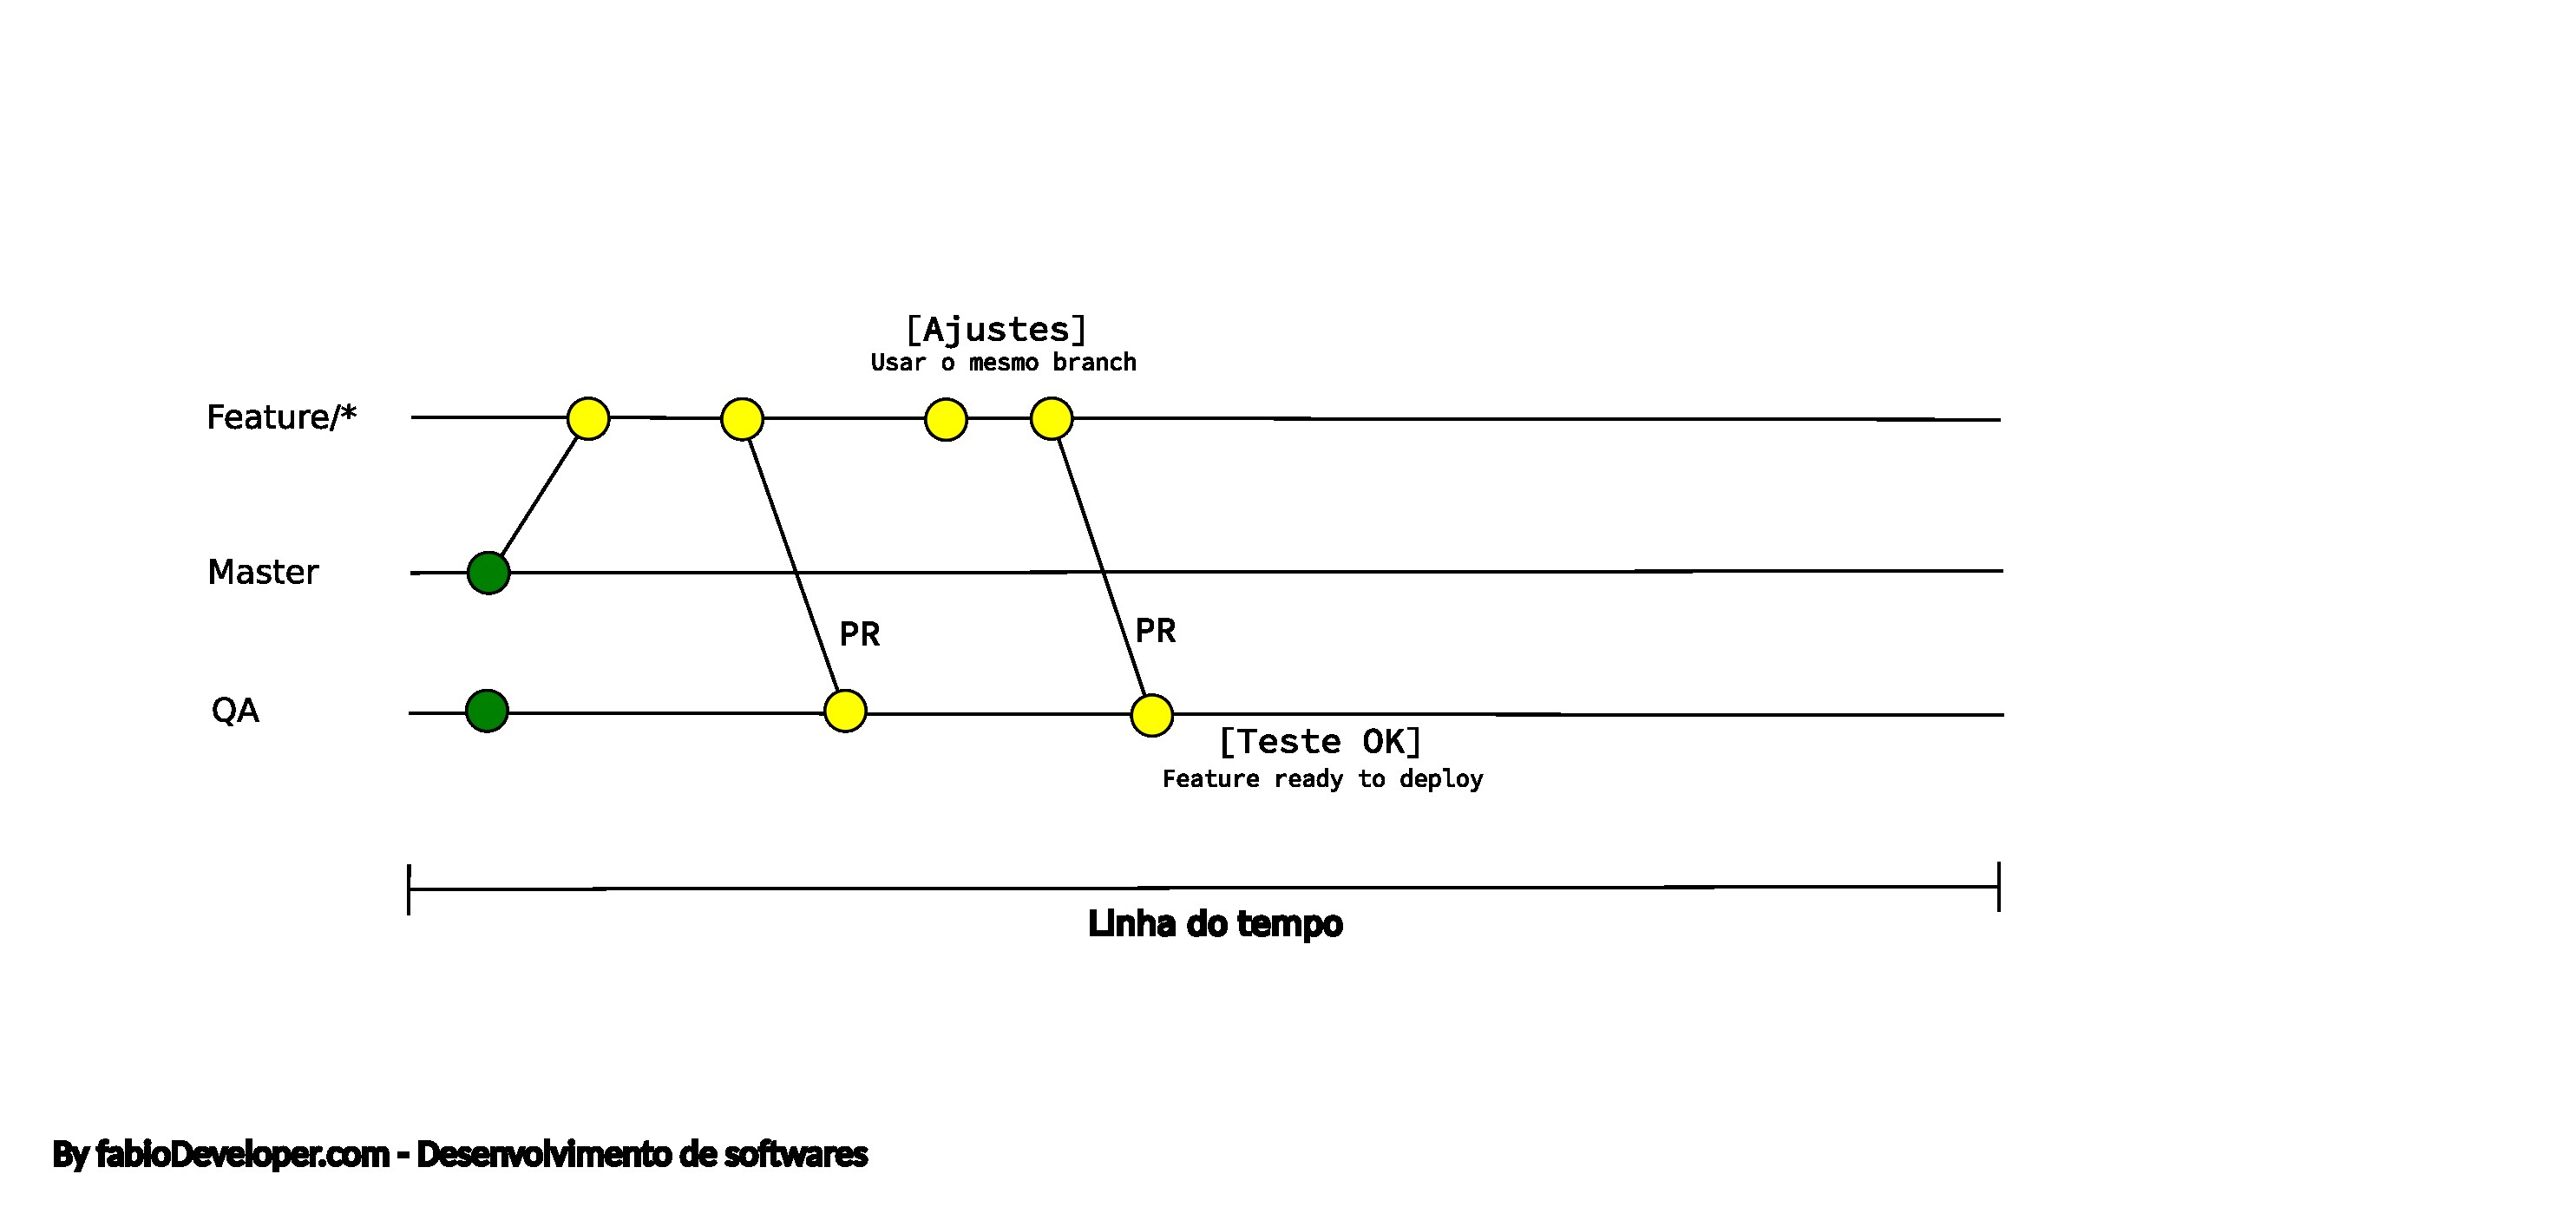 [Ajustes]
Usar o mesmo branch
Feature/*
Master
PR
PR
QA
[Teste OK]
Feature ready to deploy
Linha do tempo
By fabioDeveloper.com - Desenvolvimento de softwares